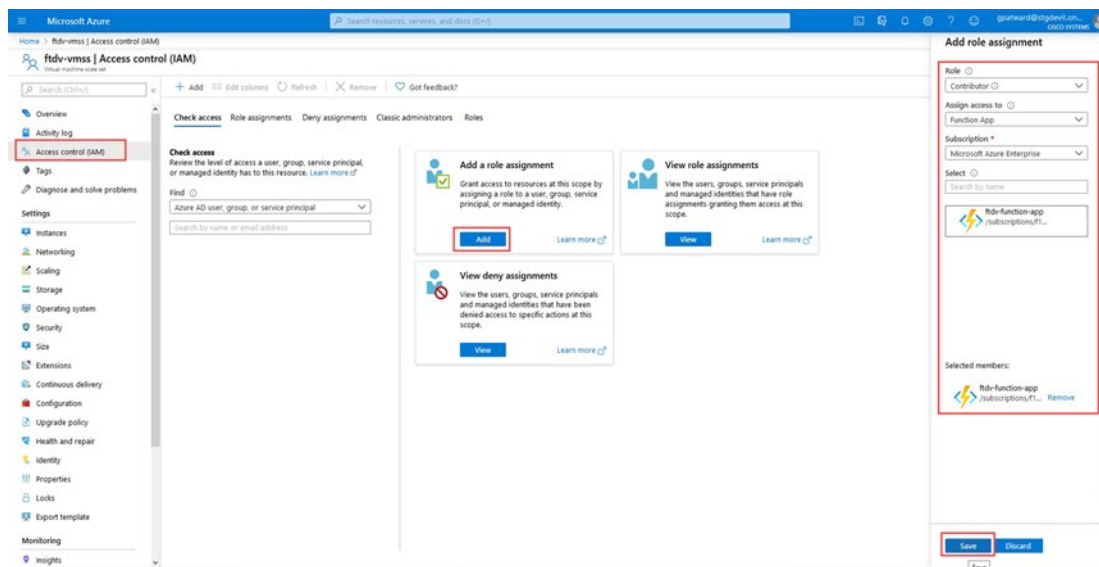 Microsoft Azure
Search resources, services, and docs (G+/)
gpatward@stgdevit.on...
CISCO SYSTEMS
Home > ftdv-vmss | Access control (IAM)
ftdv-vmss | Access control (IAM)
Virtual machine scale set
Search (Ctrl+/)
Overview
Activity log
Access control (IAM)
Tags
Diagnose and solve problems
Settings
Instances
Networking
Scaling
Storage
Operating system
Security
Size
Extensions
Continuous delivery
Configuration
Upgrade policy
Health and repair
Identity
Properties
Locks
Export template
Monitoring
Insights
Add Edit columns Refresh Remove Got feedback?
Check access Role assignments Deny assignments Classic administrators Roles
Check access
Review the level of access a user, group, service principal,
or managed identity has to this resource. Learn more
Find
Azure AD user, group, or service principal
Search by name or email address
Add a role assignment
Grant access to resources at this scope by
assigning a role to a user, group, service
principal, or managed identity.
Add Learn more
View role assignments
View the users, groups, service principals
and managed identities that have role
assignments granting them access at this
scope.
View Learn more
View deny assignments
View the users, groups, service principals
and managed identities that have been
denied access to specific actions at this
scope.
View Learn more
Add role assignment
Role
Contributor
Assign access to
Function App
Subscription *
Microsoft Azure Enterprise
Select
Search by name
ftdv-function-app
/subscriptions/f1...
Selected members:
ftdv-function-app
/subscriptions/f1... Remove
Save Discard
Save